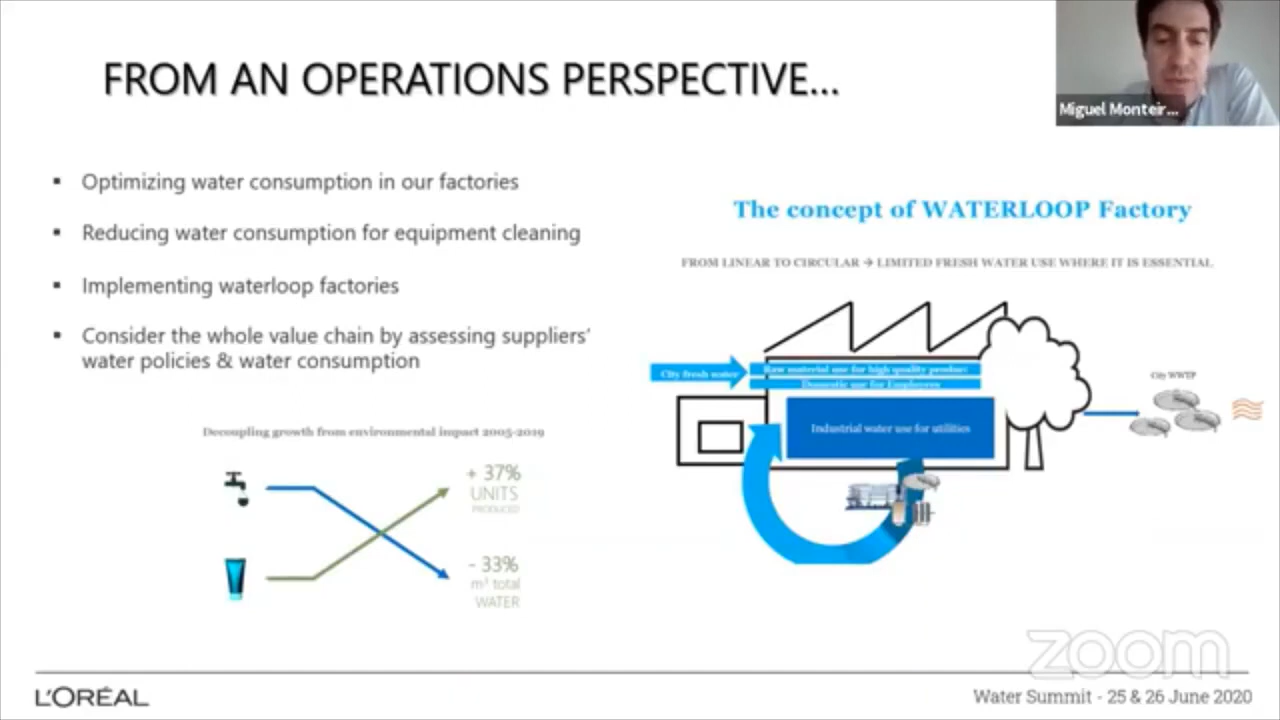 FROM AN OPERATIONS PERSPECTIVE...
Miguel Monteir...
▪ Optimizing water consumption in our factories
▪ Reducing water consumption for equipment cleaning
▪ Implementing waterloop factories
▪ Consider the whole value chain by assessing suppliers'
water policies & water consumption
Decoupling growth from environmental impact 2005-2019
+ 37%
UNITS
PRODUCED
- 33%
m³ total
WATER
The concept of WATERLOOP Factory
FROM LINEAR TO CIRCULAR → LIMITED FRESH WATER USE WHERE IT IS ESSENTIAL
City fresh water
Raw material use for high quality product
Domestic use for Employees
Industrial water use for utilities
City WWTP
zoom
L'ORÉAL
Water Summit - 25 & 26 June 2020